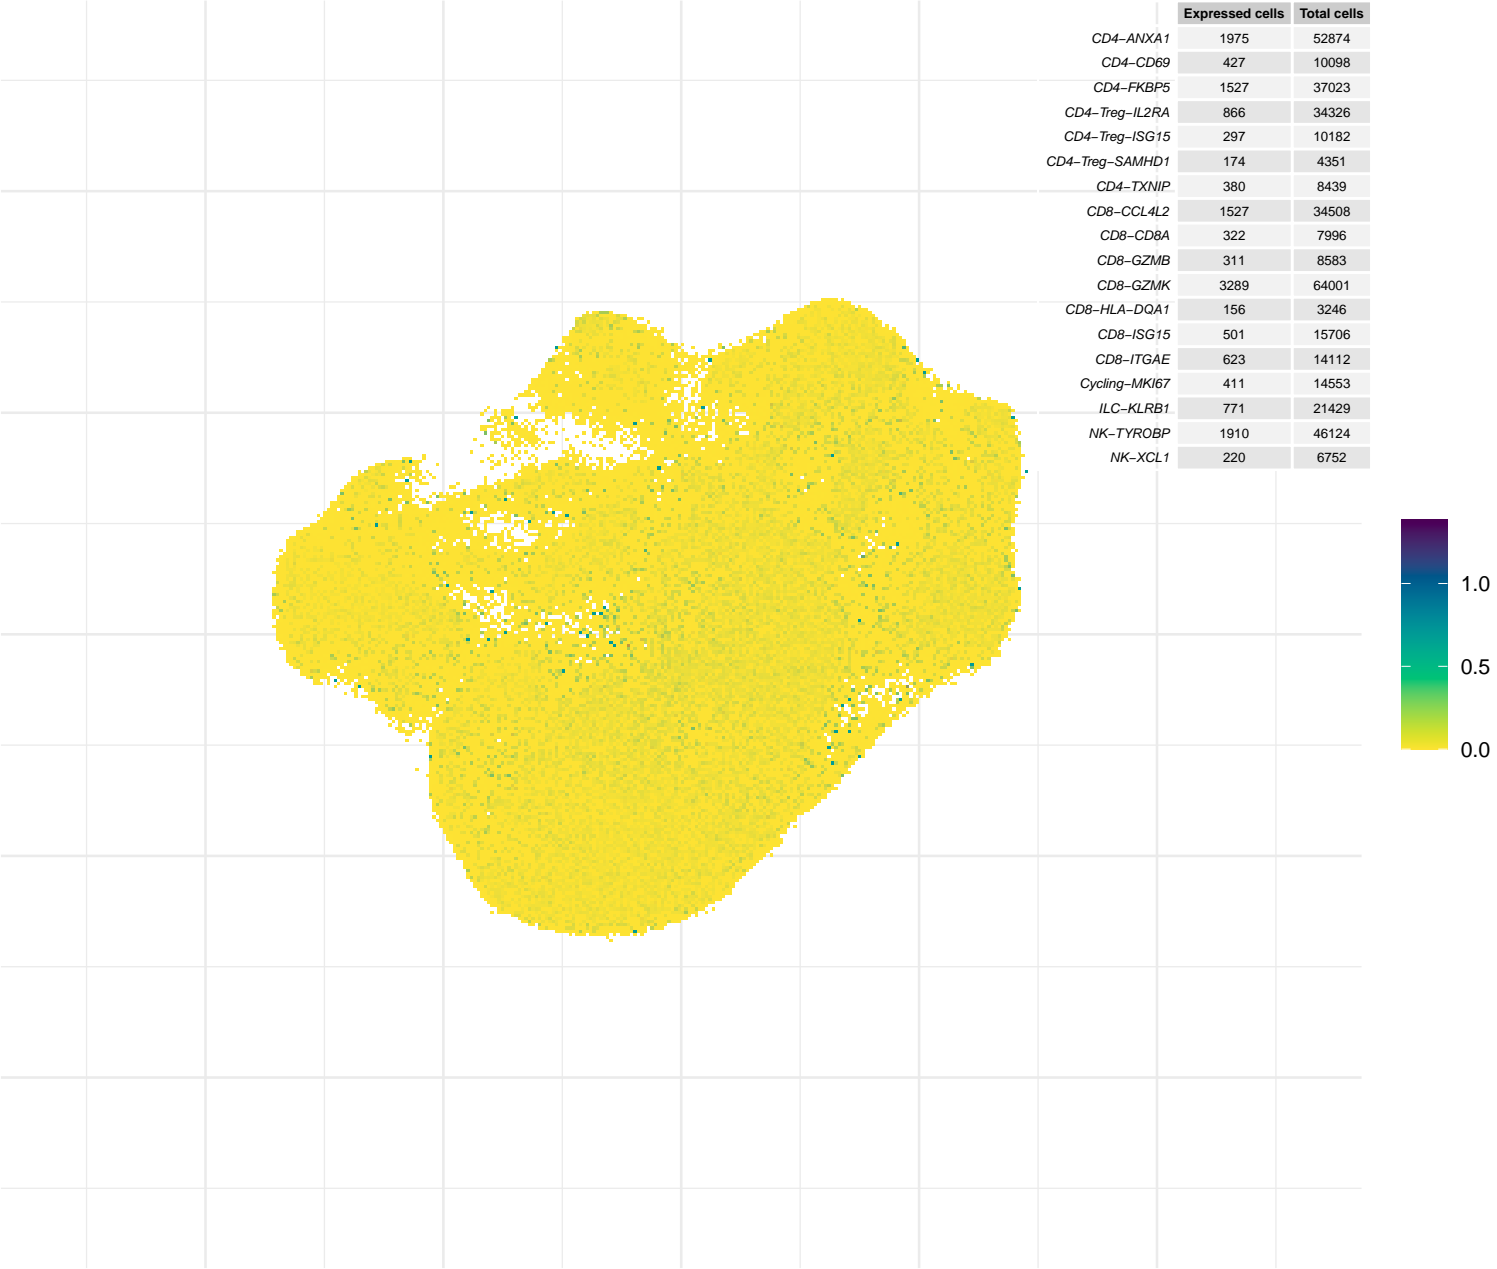 Expressed cells Total cells
CD4−ANXA1 1975 52874
CD4−CD69 427 10098
CD4−FKBP5 1527 37023
CD4−Treg−IL2RA 866 34326
CD4−Treg−ISG15 297 10182
CD4−Treg−SAMHD1 174 4351
CD4−TXNIP 380 8439
CD8−CCL4L2 1527 34508
CD8−CD8A 322 7996
CD8−GZMB 311 8583
CD8−GZMK 3289 64001
CD8−HLA−DQA1 156 3246
CD8−ISG15 501 15706
CD8−ITGAE 623 14112
Cycling−MKI67 411 14553
ILC−KLRB1 771 21429
NK−TYROBP 1910 46124
NK−XCL1 220 6752
1.0
0.5
0.0